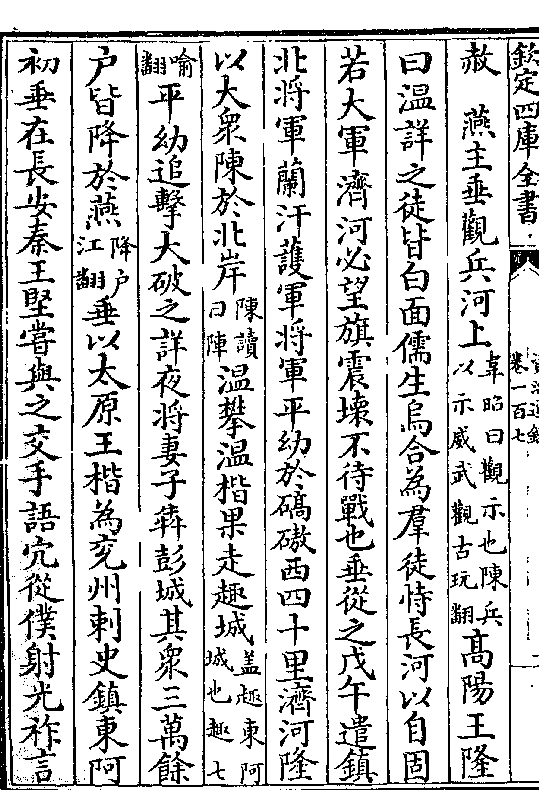 欽定四庫全書
卷一百七
赦　燕主垂觀兵河上韋昭曰觀示也陳兵以示威武觀古玩翻高陽王隆
曰温詳之徒皆白面儒生烏合為羣徒恃長河以自固
若大軍濟河必望旗震壞不待戰也垂從之戊午遣鎮
北將軍蘭汗護軍將軍平幼於碻磝西四十里濟河隆
以大衆陳於北岸陳讀曰陣温攀温楷果走趣城蓋趣東阿城也趣七
喻翻平幼追擊大破之詳夜將妻子犇彭城其衆三萬餘
户皆降於燕降户江翻垂以太原王楷為兖州刺史鎮東阿
初垂在長安秦王堅嘗與之交手語宂從僕射光祚言